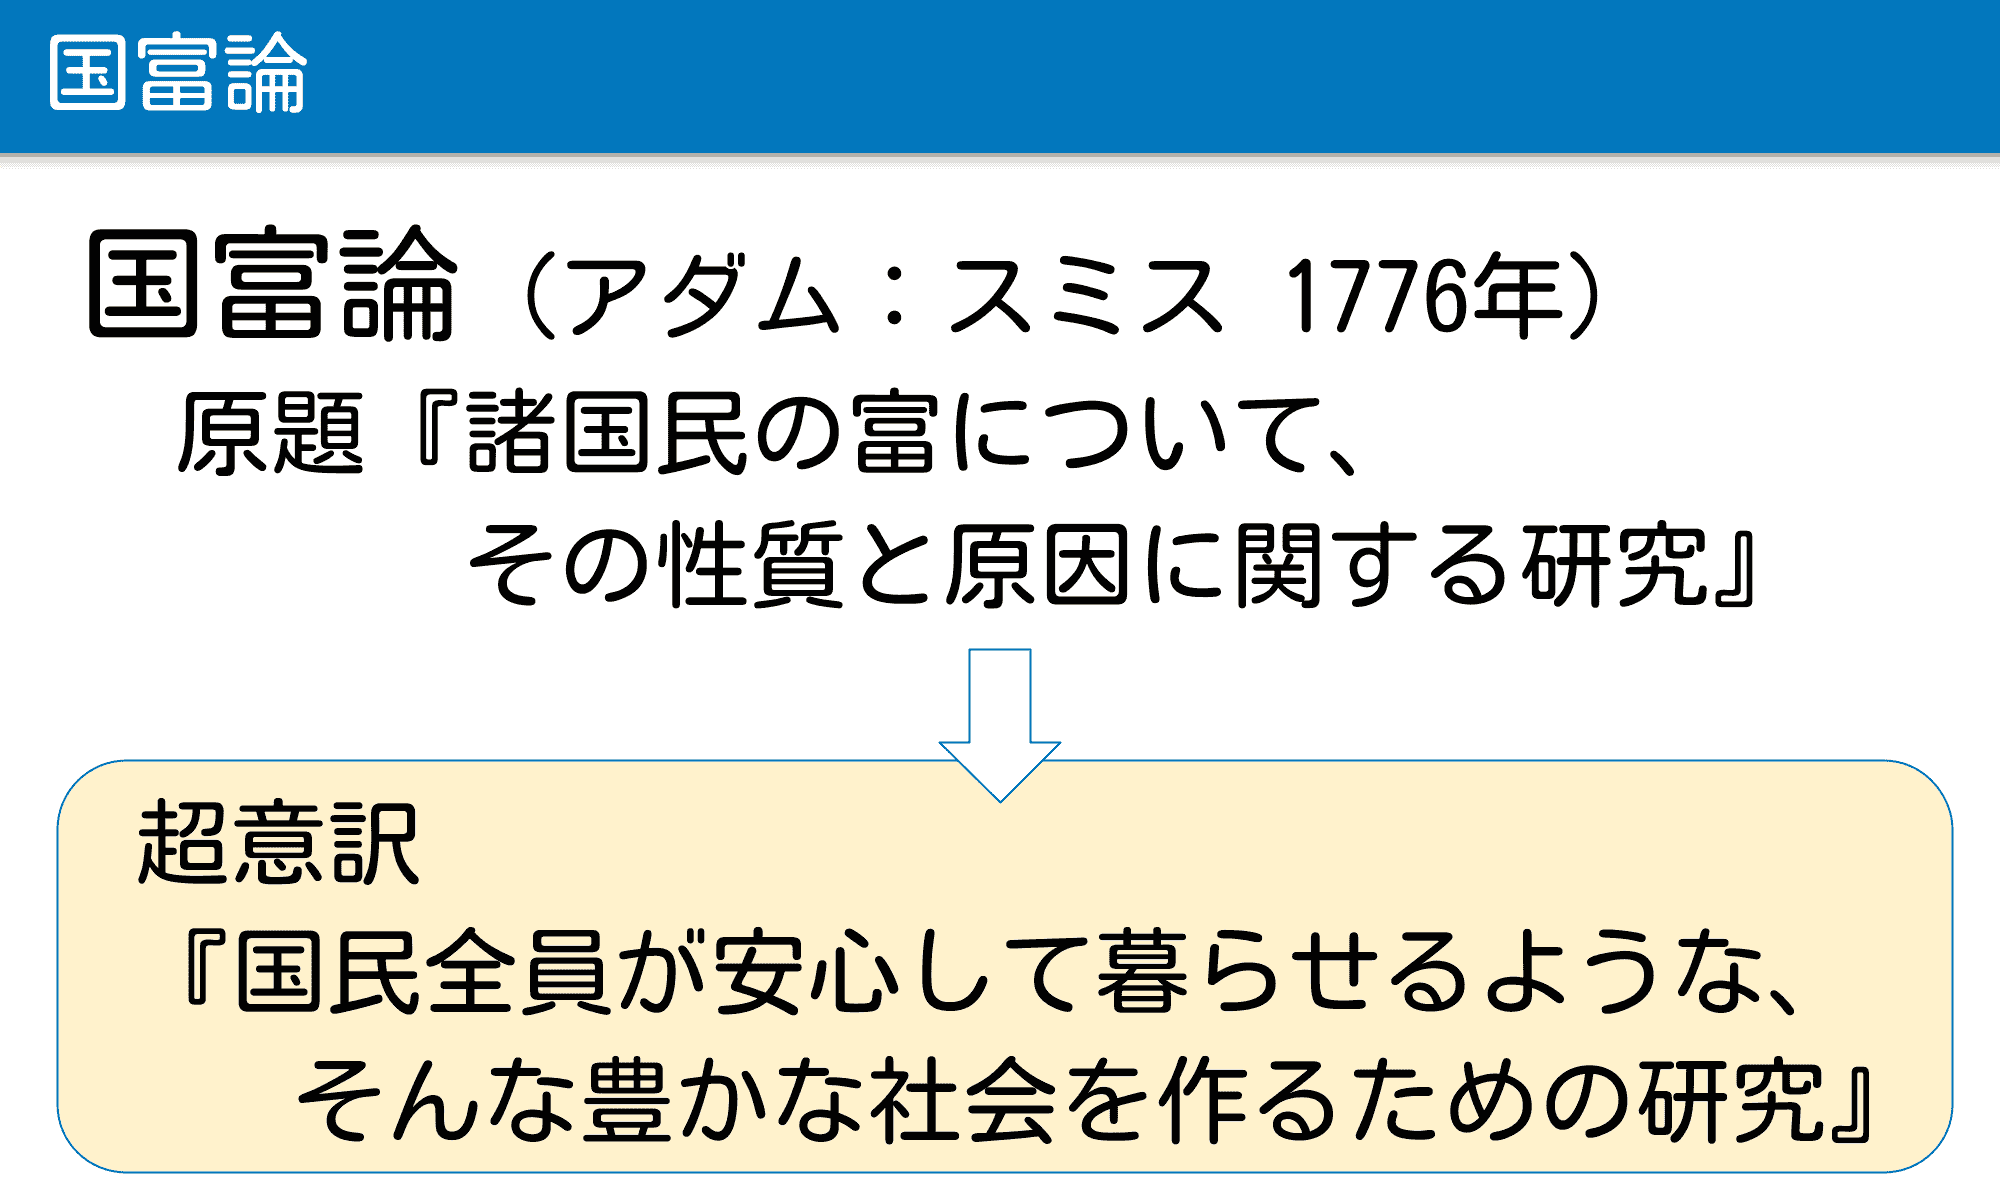 国富論
国富論（アダム：スミス 1776年）
原題『諸国民の富について、
その性質と原因に関する研究』
超意訳
『国民全員が安心して暮らせるような、
そんな豊かな社会を作るための研究』